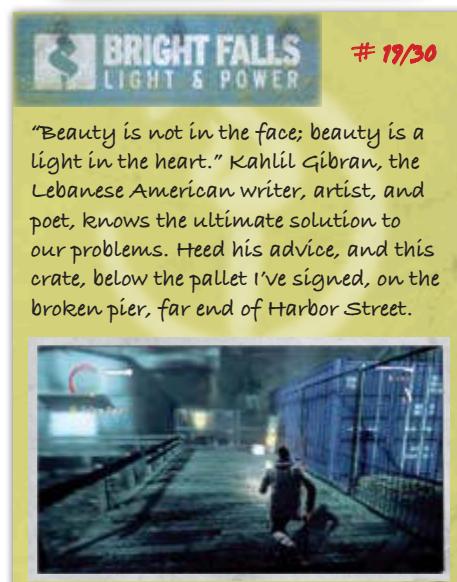 BRIGHT FALLS
LIGHT & POWER
# 19/30
“Beauty is not in the face; beauty is a
light in the heart.” Kahlil Gibran, the
Lebanese American writer, artist, and
poet, knows the ultimate solution to
our problems. Heed his advice, and this
crate, below the pallet I’ve signed, on the
broken pier, far end of Harbor Street.